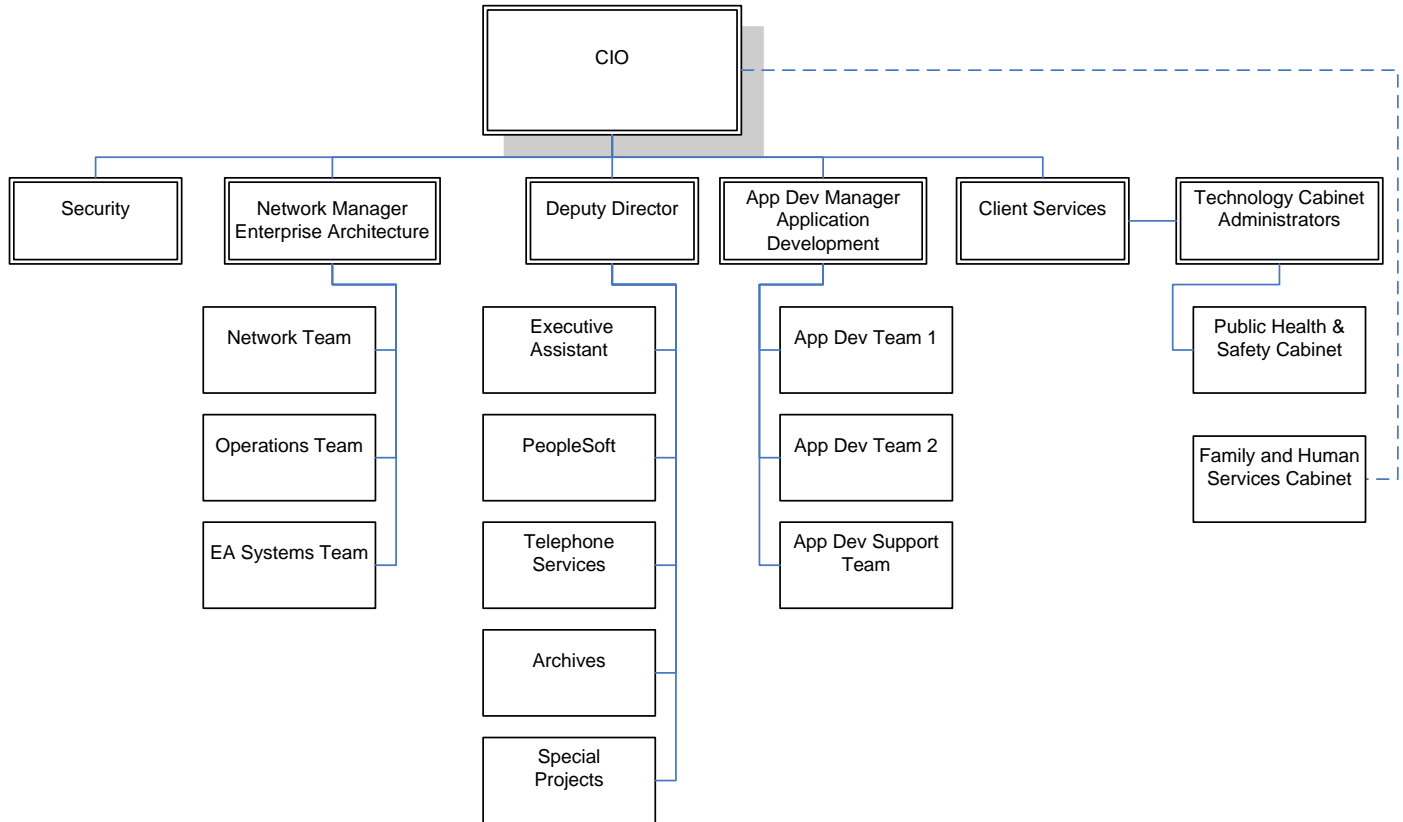 CIO
Security
Network Manager
Enterprise Architecture
Deputy Director
App Dev Manager
Application
Development
Client Services
Technology Cabinet
Administrators
Network Team
Operations Team
EA Systems Team
Executive
Assistant
PeopleSoft
Telephone
Services
Archives
Special
Projects
App Dev Team 1
App Dev Team 2
App Dev Support
Team
Public Health &
Safety Cabinet
Family and Human
Services Cabinet